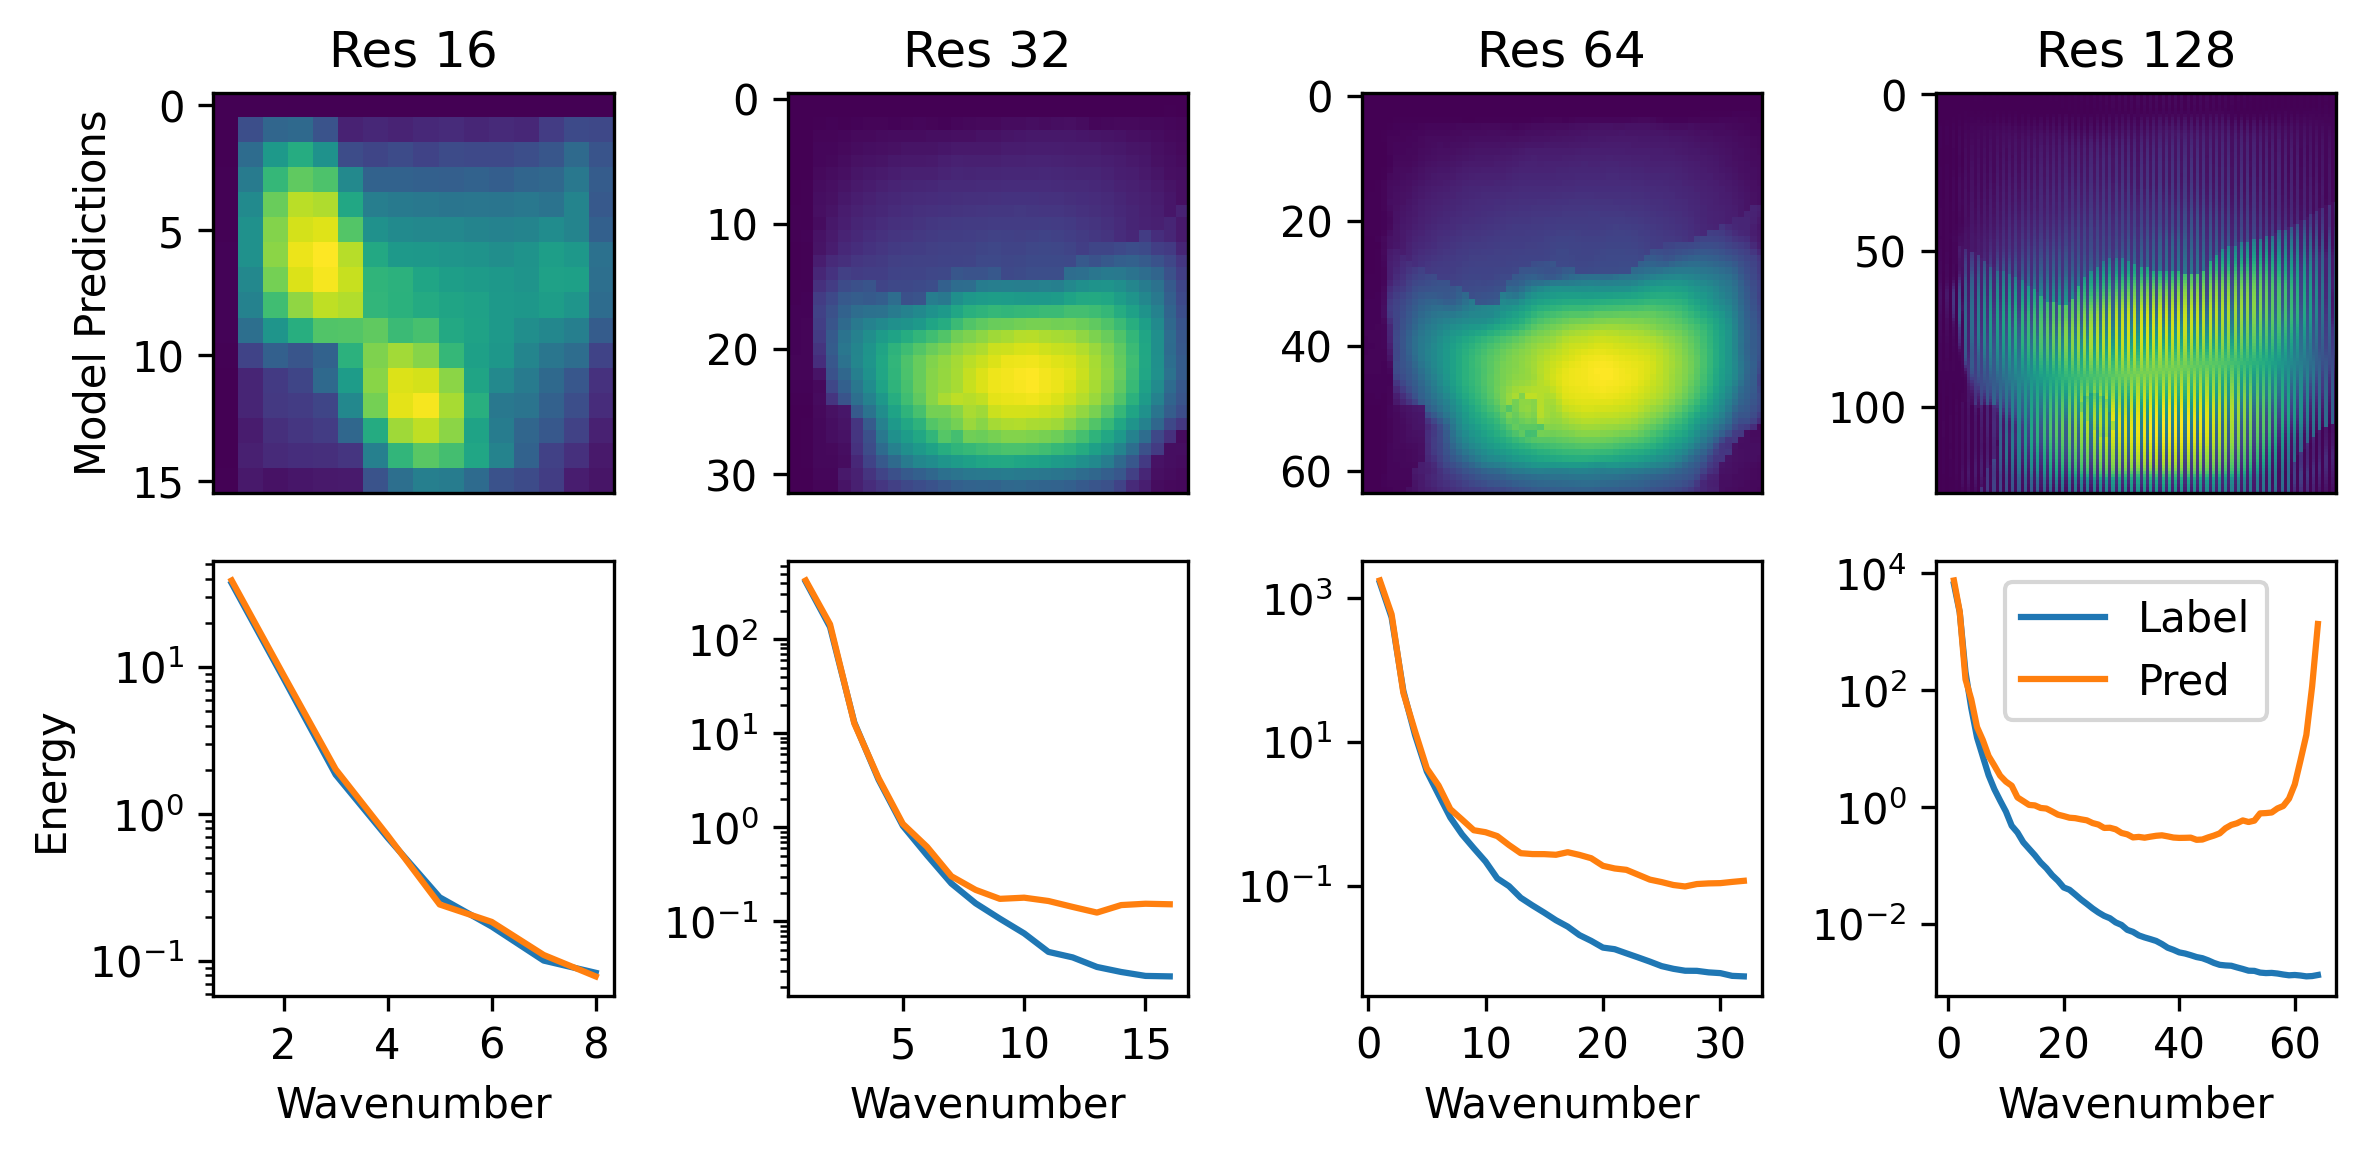 Res 16
Res 32
Res 64
Res 128
Model Predictions
0
5
10
15
0
10
20
30
0
20
40
60
0
50
100
Energy
10¹
10⁰
10⁻¹
2 4 6 8
Wavenumber
10²
10¹
10⁰
10⁻¹
5 10 15
Wavenumber
10³
10¹
10⁻¹
0 10 20 30
Wavenumber
10⁴
10²
10⁰
10⁻²
Label
Pred
0 20 40 60
Wavenumber